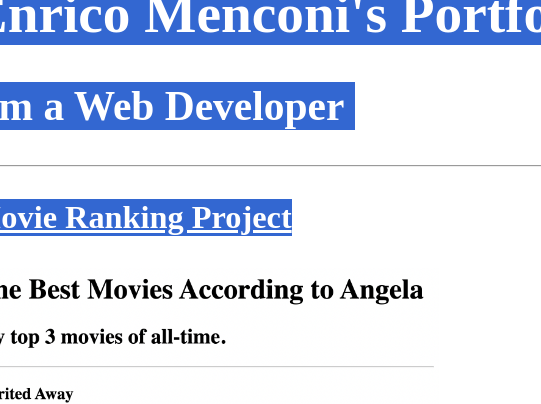 Enrico Menconi's Portfo
m a Web Developer
ovie Ranking Project
he Best Movies According to Angela
y top 3 movies of all-time.
rited Away